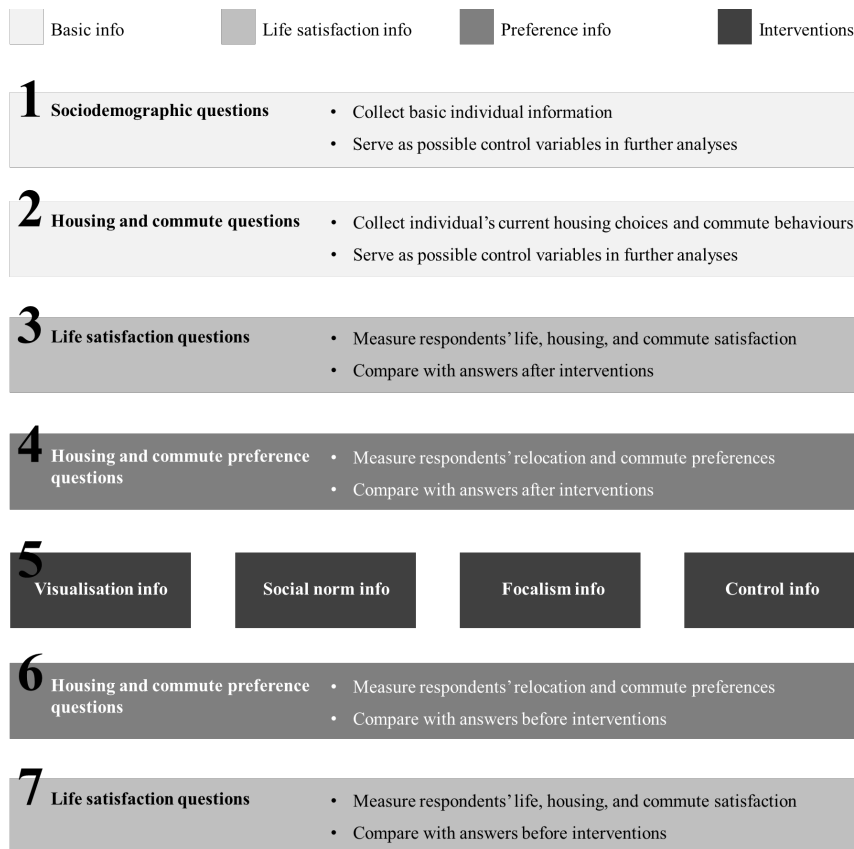 Basic info
Life satisfaction info
Preference info
Interventions
1
Sociodemographic questions
• Collect basic individual information
• Serve as possible control variables in further analyses
2
Housing and commute questions
• Collect individual’s current housing choices and commute behaviours
• Serve as possible control variables in further analyses
3
Life satisfaction questions
• Measure respondents’ life, housing, and commute satisfaction
• Compare with answers after interventions
4
Housing and commute preference
questions
• Measure respondents’ relocation and commute preferences
• Compare with answers after interventions
5
Visualisation info
Social norm info
Focalism info
Control info
6
Housing and commute preference
questions
• Measure respondents’ relocation and commute preferences
• Compare with answers before interventions
7
Life satisfaction questions
• Measure respondents’ life, housing, and commute satisfaction
• Compare with answers before interventions